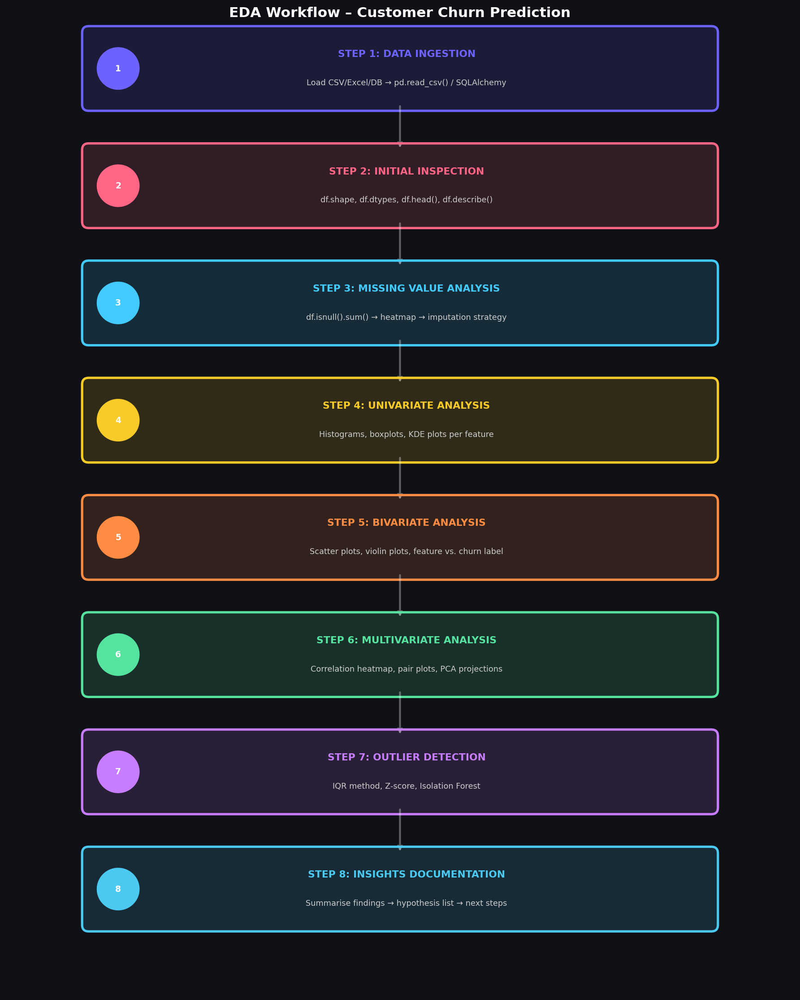 EDA Workflow – Customer Churn Prediction
STEP 1: DATA INGESTION
1
Load CSV/Excel/DB → pd.read_csv() / SQLAlchemy
STEP 2: INITIAL INSPECTION
2
df.shape, df.dtypes, df.head(), df.describe()
STEP 3: MISSING VALUE ANALYSIS
3
df.isnull().sum() → heatmap → imputation strategy
STEP 4: UNIVARIATE ANALYSIS
4
Histograms, boxplots, KDE plots per feature
STEP 5: BIVARIATE ANALYSIS
5
Scatter plots, violin plots, feature vs. churn label
STEP 6: MULTIVARIATE ANALYSIS
6
Correlation heatmap, pair plots, PCA projections
STEP 7: OUTLIER DETECTION
7
IQR method, Z-score, Isolation Forest
STEP 8: INSIGHTS DOCUMENTATION
8
Summarise findings → hypothesis list → next steps